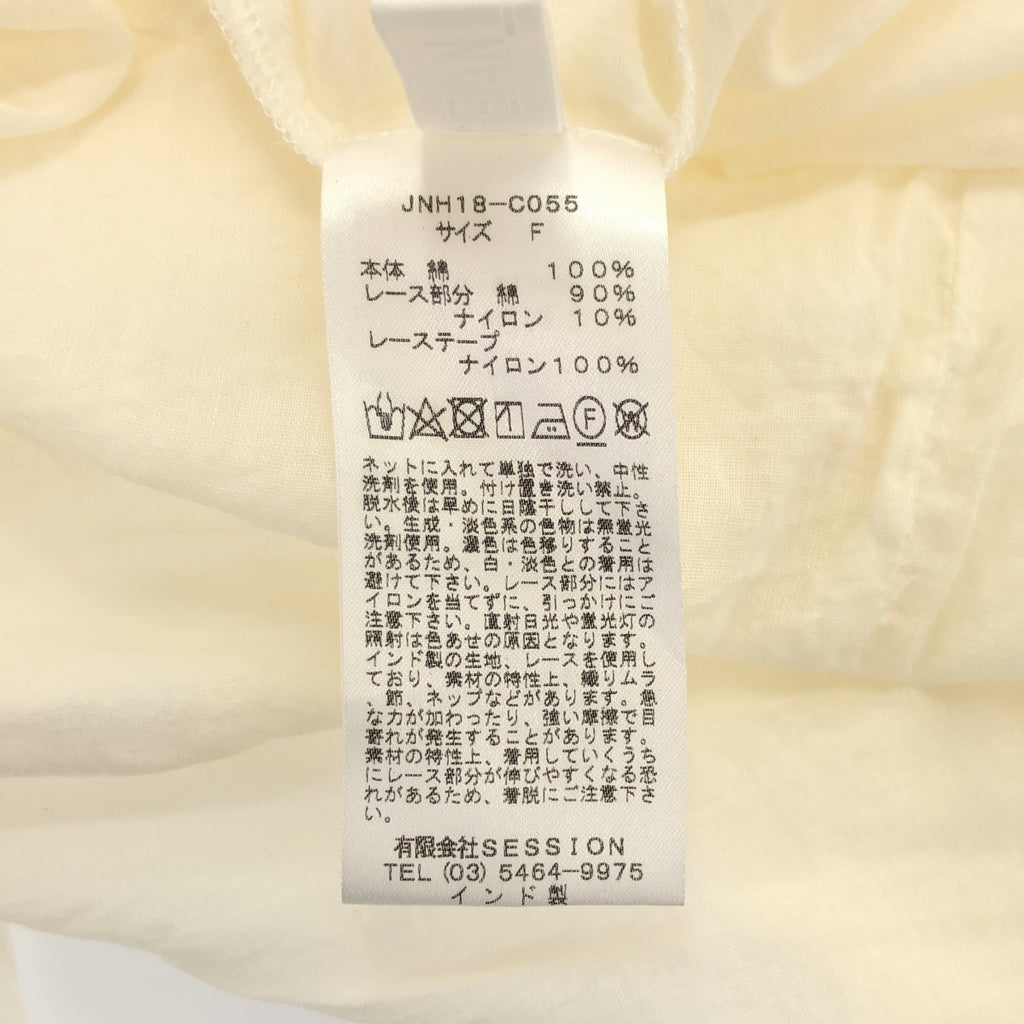 JNH18-C055
サイズ F
本体 綿 100%
レース部分 綿 90%
ナイロン 10%
レーステープ
ナイロン100%
F
W
ネットに入れて単独で洗い、中性
洗剤を使用。付け置き洗い禁止。
脱水後は早めに日陰干しして下さ
い。生成・淡色系の色物は無蛍光
洗剤使用。濃色は色移りすること
があるため、白・淡色との着用は
避けて下さい。レース部分にはア
イロンを当てずに、引っかけにご
注意下さい。直射日光や蛍光灯の
照射は色あせの原因となります。
インド製の生地、レースを使用し
ており、素材の特性上、織りムラ
、節、ネップなどがあります。急
な力が加わったり、強い摩擦で目
寄れが発生することがあります。
素材の特性上、着用していくうち
にレース部分が伸びやすくなる恐
れがあるため、着脱にご注意下さ
い。
有限会社SESSION
TEL (03) 5464-9975
インド製